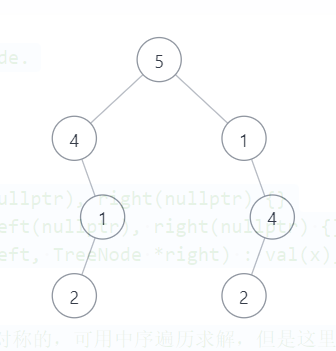 de.
5
4 1
ullptr), right(nullptr) {}
1 4
eft(nullptr), right(nullptr) {}
eft, TreeNode *right) : val(x),
2 2
对称的，可用中序遍历求解，但是这里